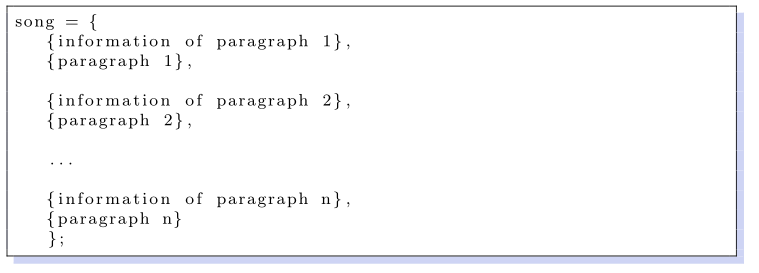 song = {
{information of paragraph 1},
{paragraph 1},
{information of paragraph 2},
{paragraph 2},
...
{information of paragraph n},
{paragraph n}
};